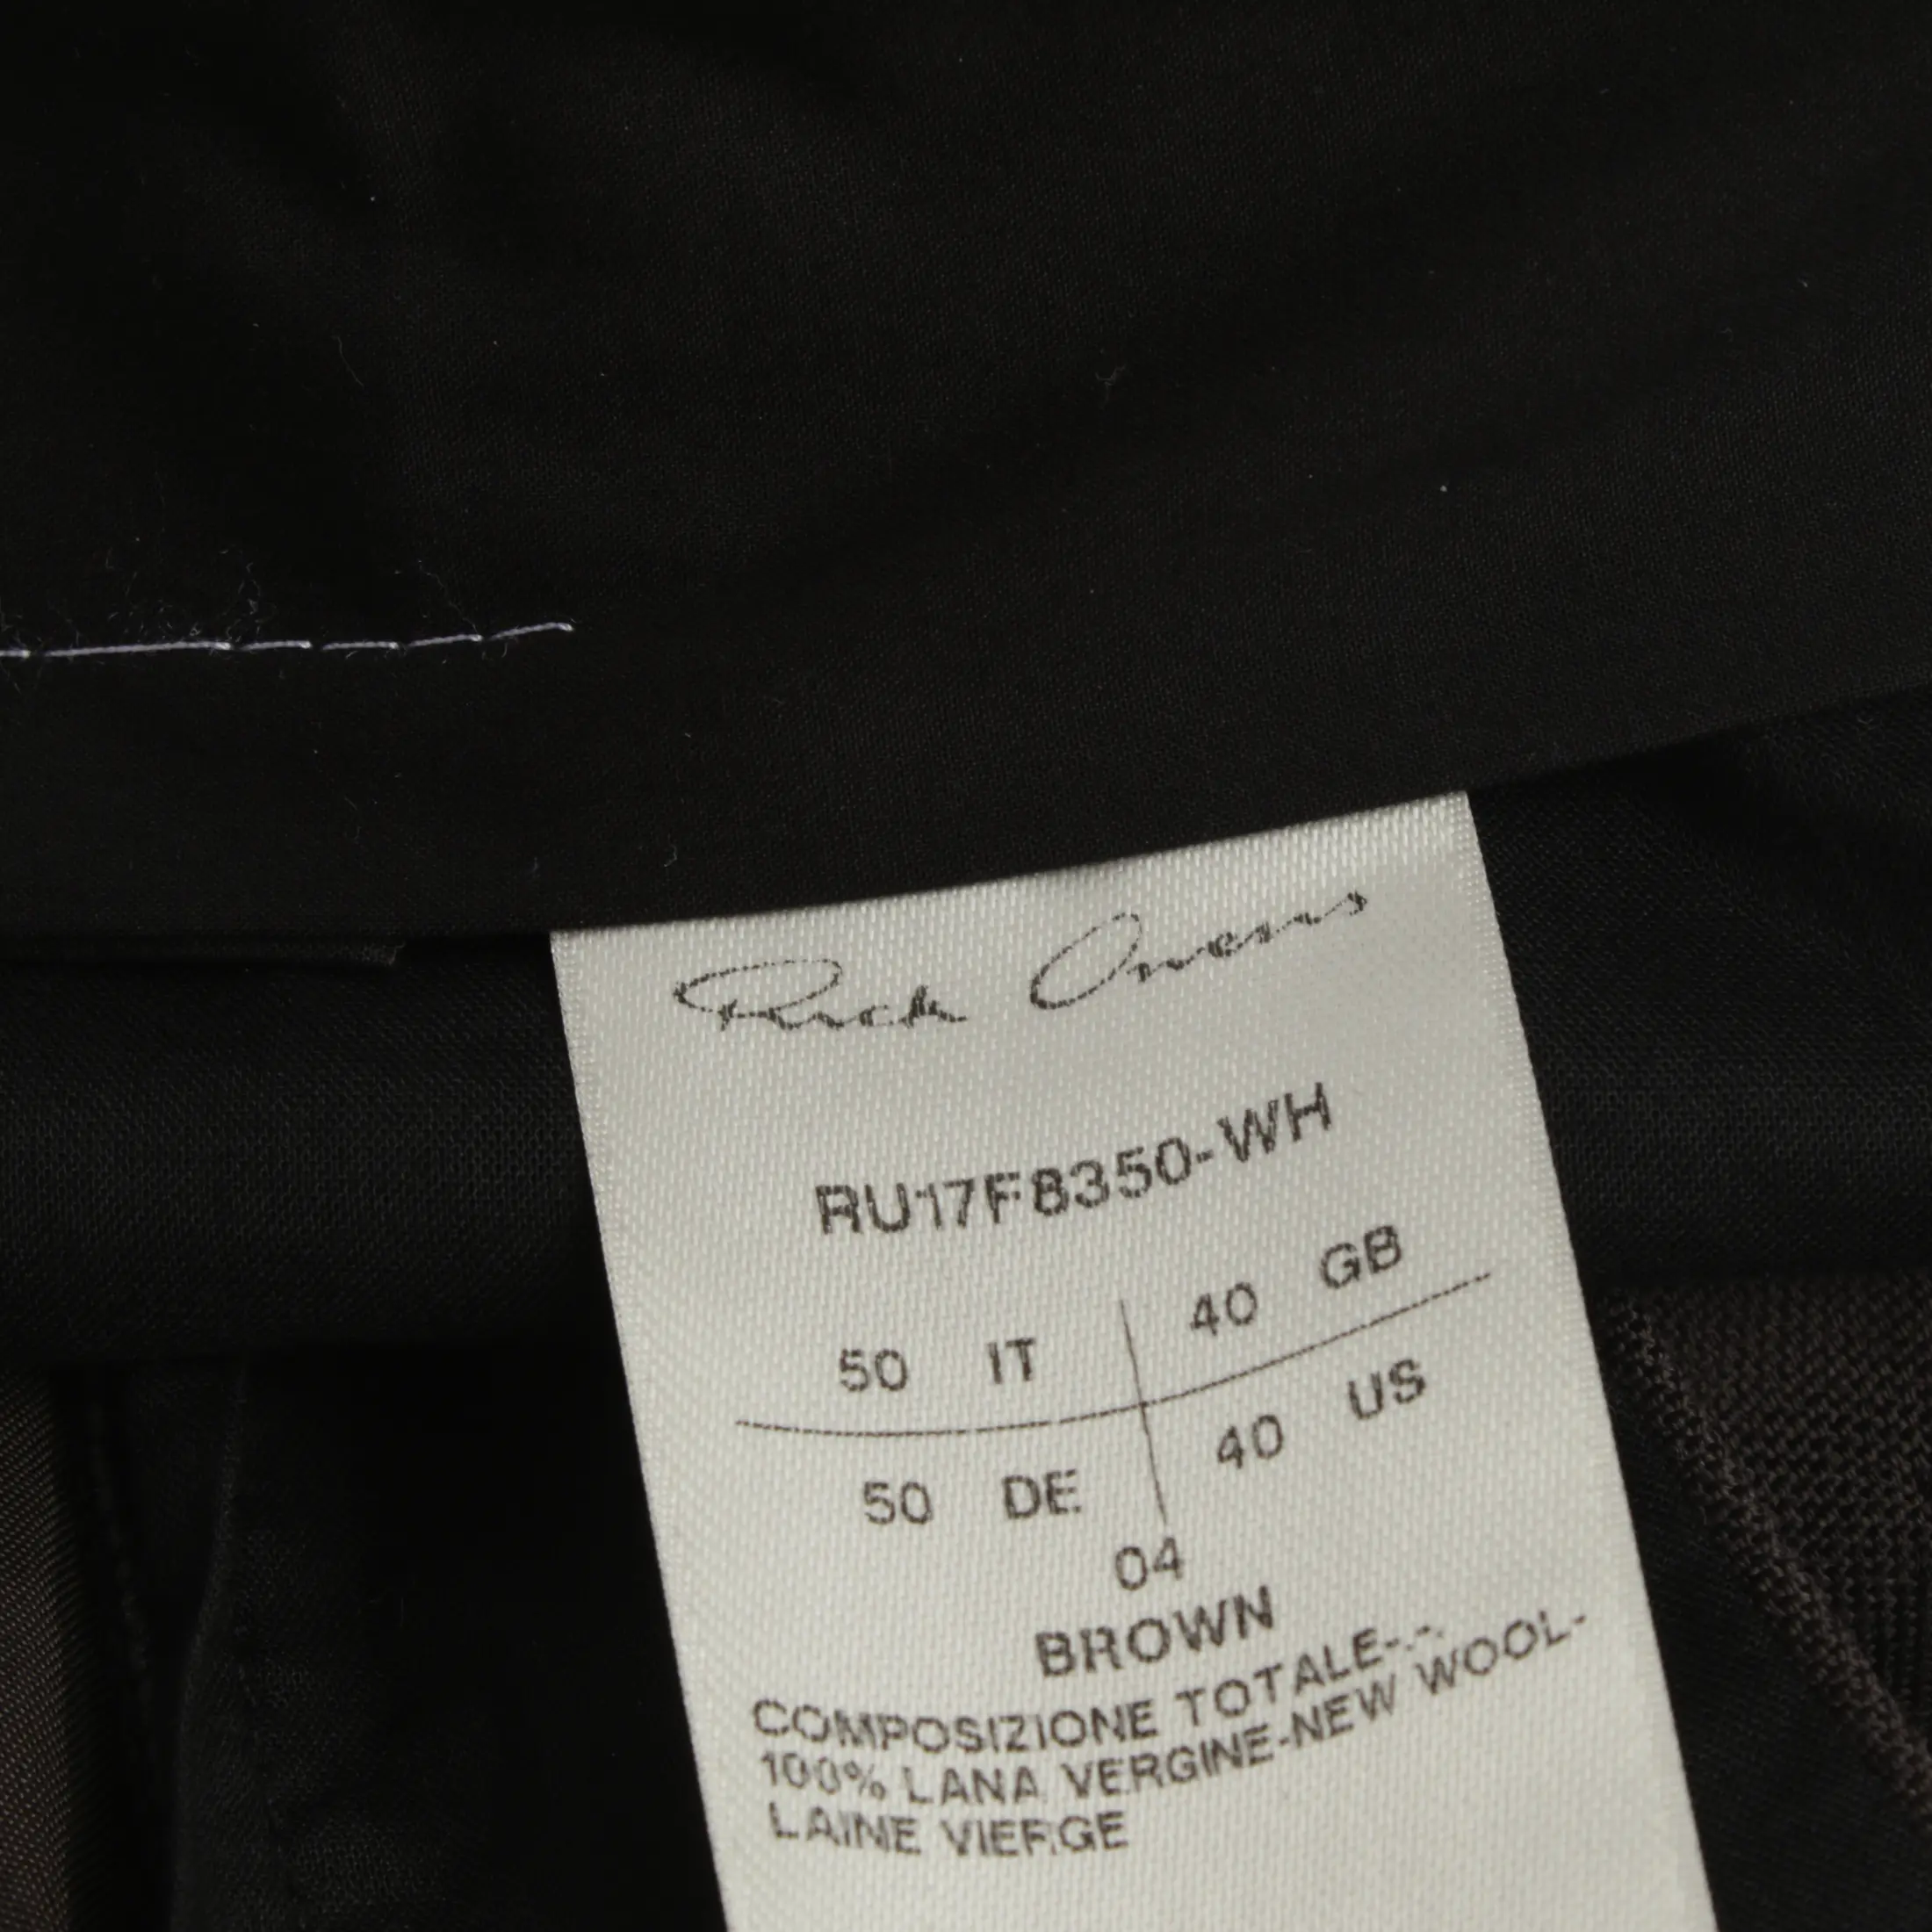 Rick Owens
RU17F8350-WH
50 IT 40 GB
50 DE 40 US
04
BROWN
COMPOSIZIONE TOTALE-.-.
100% LANA VERGINE-NEW WOOL-
LAINE VIERGE